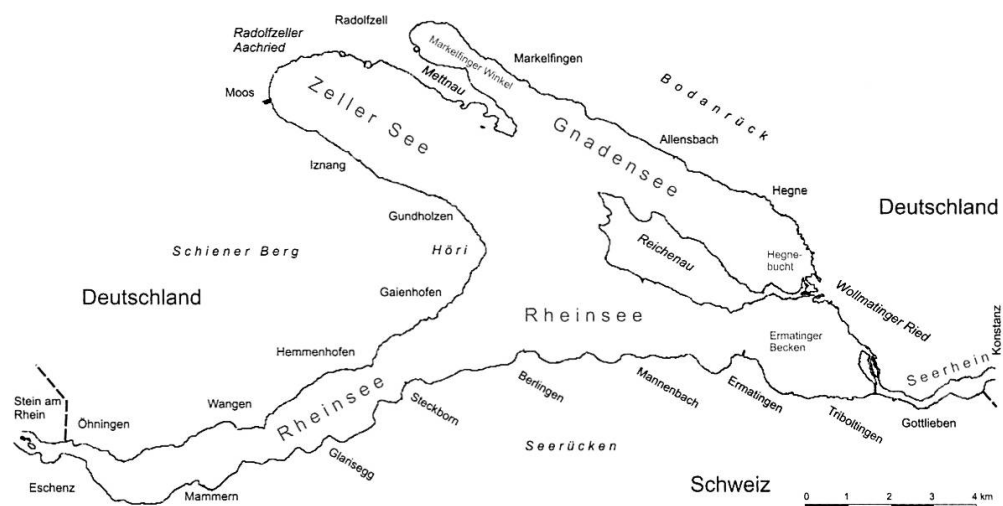 Radolfzell
Radolfzeller
Aachried
Markelfinger Winkel
Markelfingen
Mettnau
Bodanrück
Moos
Zeller See
Gnadensee
Allensbach
Iznang
Hegne
Deutschland
Gundholzen
Schiener Berg
Höri
Reichenau
Hegne-
bucht
Wollmatinger Ried
Deutschland
Gaienhofen
Rheinsee
Ermatinger
Becken
Konstanz
Hemmenhofen
Seerhein
Stein am
Rhein
Öhningen
Wangen
Rheinsee
Steckborn
Berlingen
Mannenbach
Ermatingen
Triboltingen
Gottlieben
Eschenz
Mammern
Glarisegg
Seerücken
Schweiz
0 1 2 3 4 km